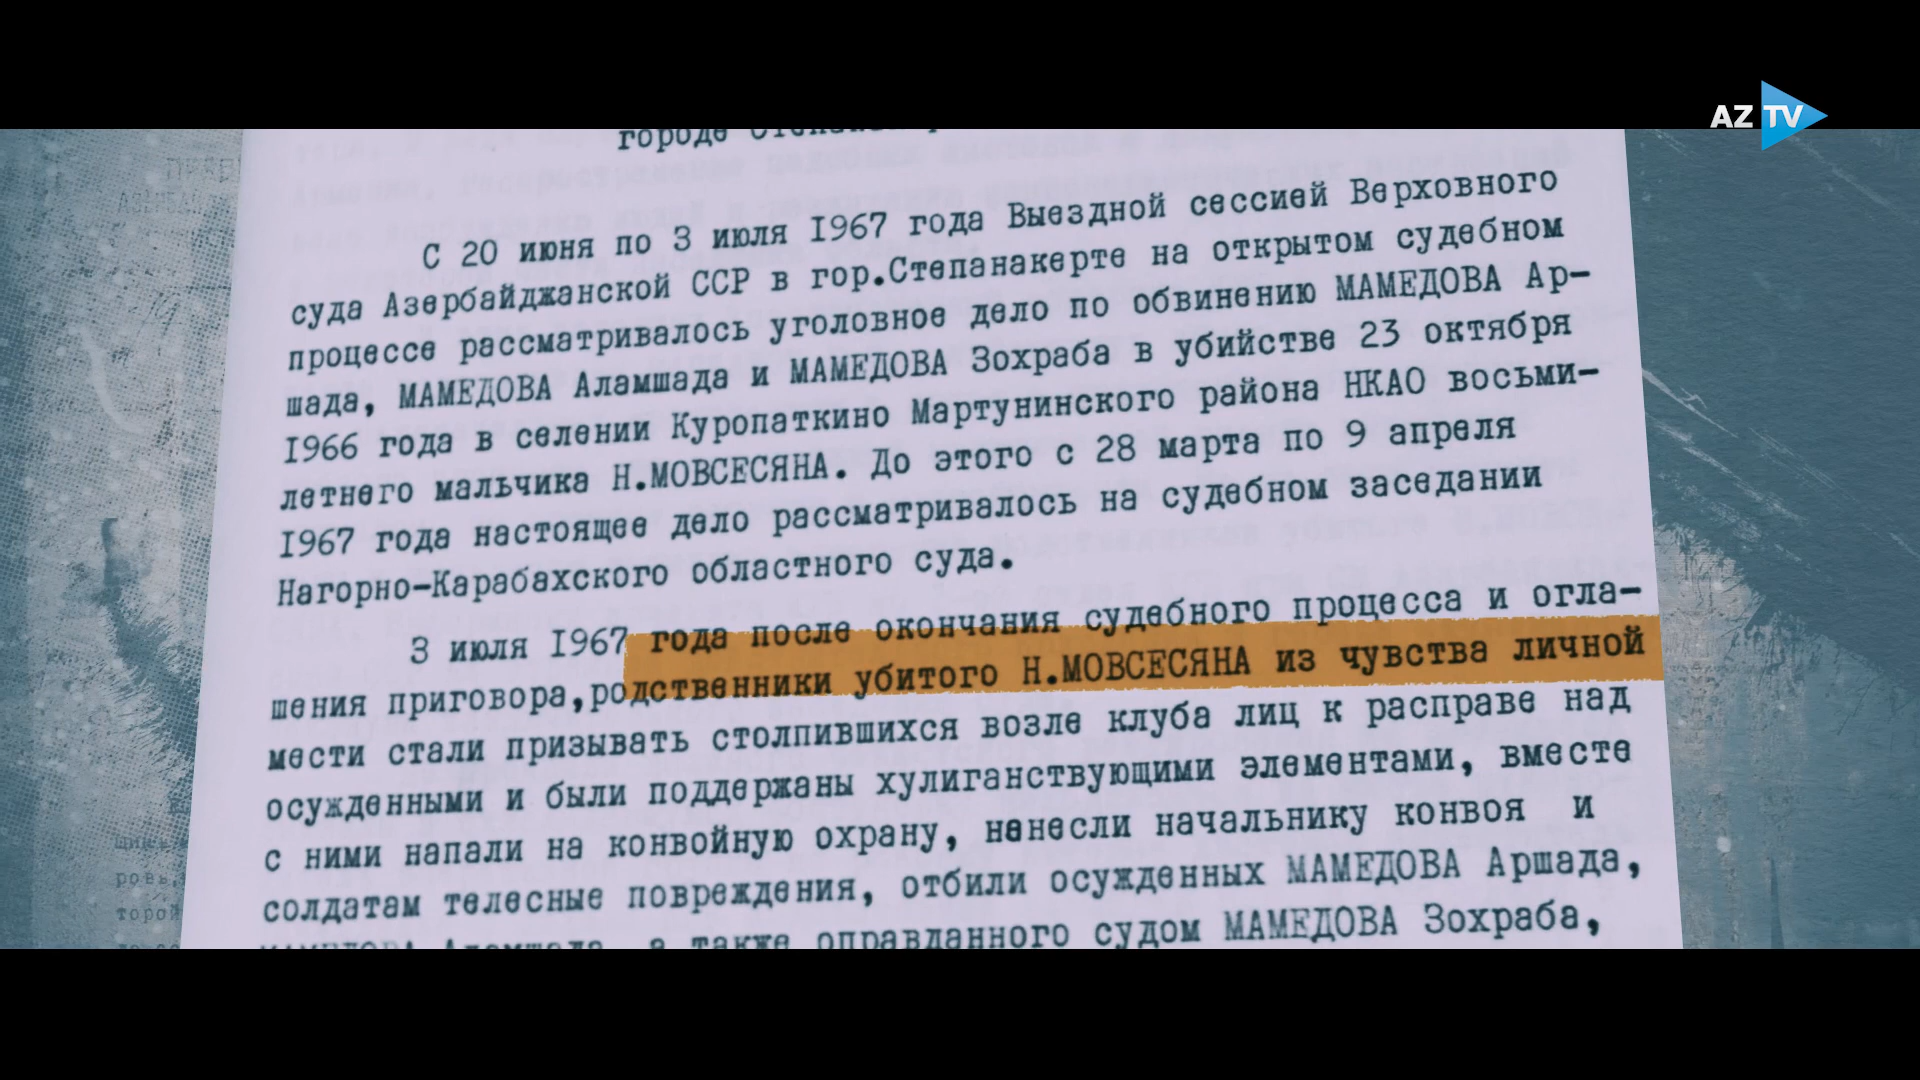 AZ TV
городе
С 20 июня по 3 июля 1967 года Выездной сессией Верховного
суда Азербайджанской ССР в гор.Степанакерте на открытом судебном
процессе рассматривалось уголовное дело по обвинению МАМЕДОВА Ар-
шада, МАМЕДОВА Аламшада и МАМЕДОВА Зохраба в убийстве 23 октября
1966 года в селении Куропаткино Мартунинского района НКАО восьми-
летнего мальчика Н.МОВСЕСЯНА. До этого с 28 марта по 9 апреля
1967 года настоящее дело рассматривалось на судебном заседании
Нагорно-Карабахского областного суда.
3 июля 1967 года после окончания судебного процесса и огла-
шения приговора,родственники убитого Н.МОВСЕСЯНА из чувства личной
мести стали призывать столпившихся возле клуба лиц к расправе над
осужденными и были поддержаны хулиганствующими элементами, вместе
с ними напали на конвойную охрану, нанесли начальнику конвоя и
солдатам телесные повреждения, отбили осужденных МАМЕДОВА Аршада,
МАМЕДОВА Аламшада, а также оправданного судом МАМЕДОВА Зохраба,